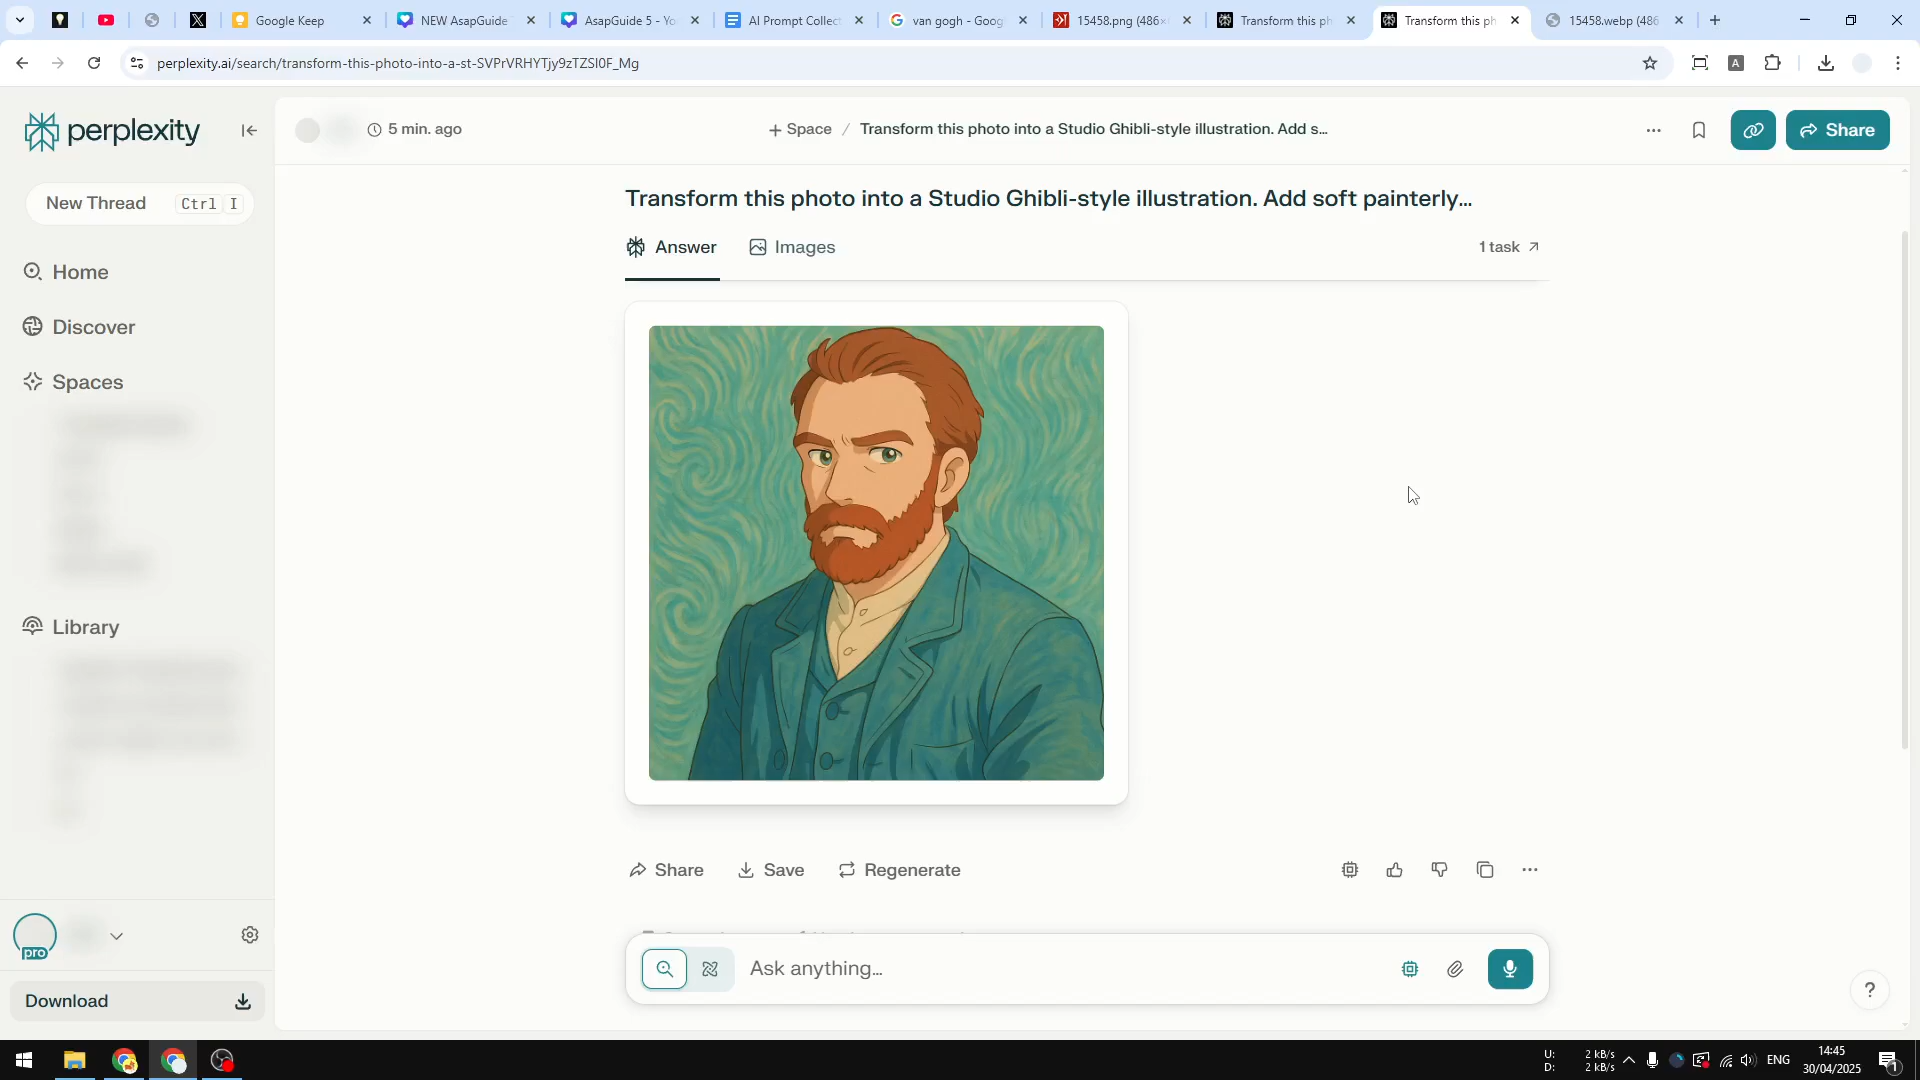 Google Keep
NEW AsapGuide
AsapGuide 5 - Yo
AI Prompt Collect
van gogh - Goog
15458.png (486×
Transform this ph
Transform this ph
15458.webp (486
perplexity.ai/search/transform-this-photo-into-a-st-SVPrVRHYTjy9zTZSl0F_Mg
perplexity
5 min. ago
Space / Transform this photo into a Studio Ghibli-style illustration. Add s...
Share
New Thread Ctrl I
Home
Discover
Spaces
Library
pro
Download
Transform this photo into a Studio Ghibli-style illustration. Add soft painterly...
Answer
Images
1 task
Share
Save
Regenerate
Ask anything...
?
U: 2 kB/s
D: 2 kB/s
ENG
14:45
30/04/2025
1